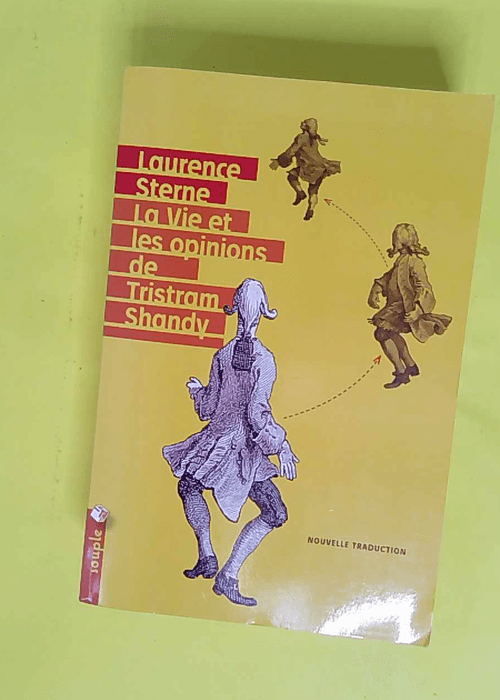 Laurence
Sterne
La Vie et
les opinions
de
Tristram
Shandy
NOUVELLE TRADUCTION
souple